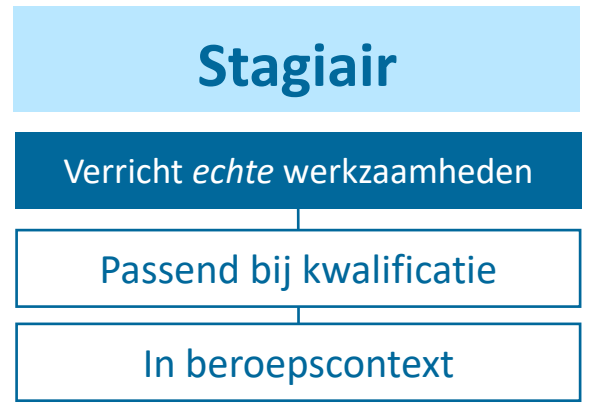 Stagiair
Verricht echte werkzaamheden
Passend bij kwalificatie
In beroepscontext